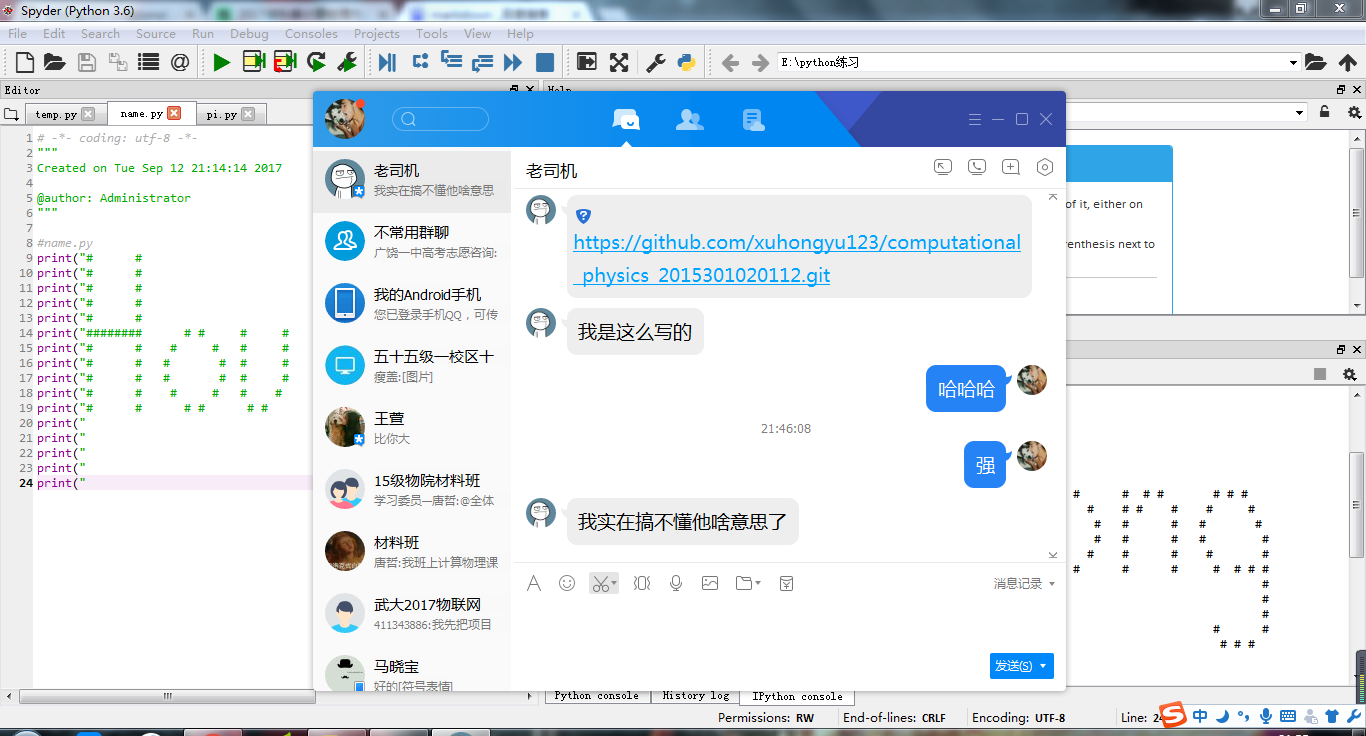 Spyder (Python 3.6)
File Edit Search Source Run Debug Consoles Projects Tools View Help
E:\python练习
Editor
Help
temp.py
name.py
pi.py
1 # -*- coding: utf-8 -*-
2 """
3 Created on Tue Sep 12 21:14:14 2017
4
5 @author: Administrator
6 """
7
8 #name.py
9 print("#      #
10 print("#      #
11 print("#      #
12 print("#      #
13 print("#      #
14 print("########      # #     #     #
15 print("#      #    #     #   #     #
16 print("#      #   #       #  #     #
17 print("#      #   #       #  #     #
18 print("#      #    #     #   #    #
19 print("#      #      # #      # #
20 print("
21 print("
22 print("
23 print("
24 print("
老司机
我实在搞不懂他啥意思
不常用群聊
广饶一中高考志愿咨询:
我的Android手机
您已登录手机QQ，可传
五十五级一校区十
瘦盖:[图片]
王萱
比你大
15级物院材料班
学习委员—唐哲:@全体
材料班
唐哲:我班上计算物理课
武大2017物联网
411343886:我先把项目
马晓宝
好的[符号表情]
老司机
https://github.com/xuhongyu123/computational
_physics_2015301020112.git
我是这么写的
哈哈哈
21:46:08
强
我实在搞不懂他啥意思了
消息记录
发送(S)
of it, either on
renthesis next to
#      #  # #       # # #
#    # #    #    #     #
#   #      #   #       #
#   #      #   #        #
#    #      #    #       #
#      #      #     #  # # #
#
#
#
#      #
# # #
Python console
History log
IPython console
Permissions: RW
End-of-lines: CRLF
Encoding: UTF-8
Line: 24
中